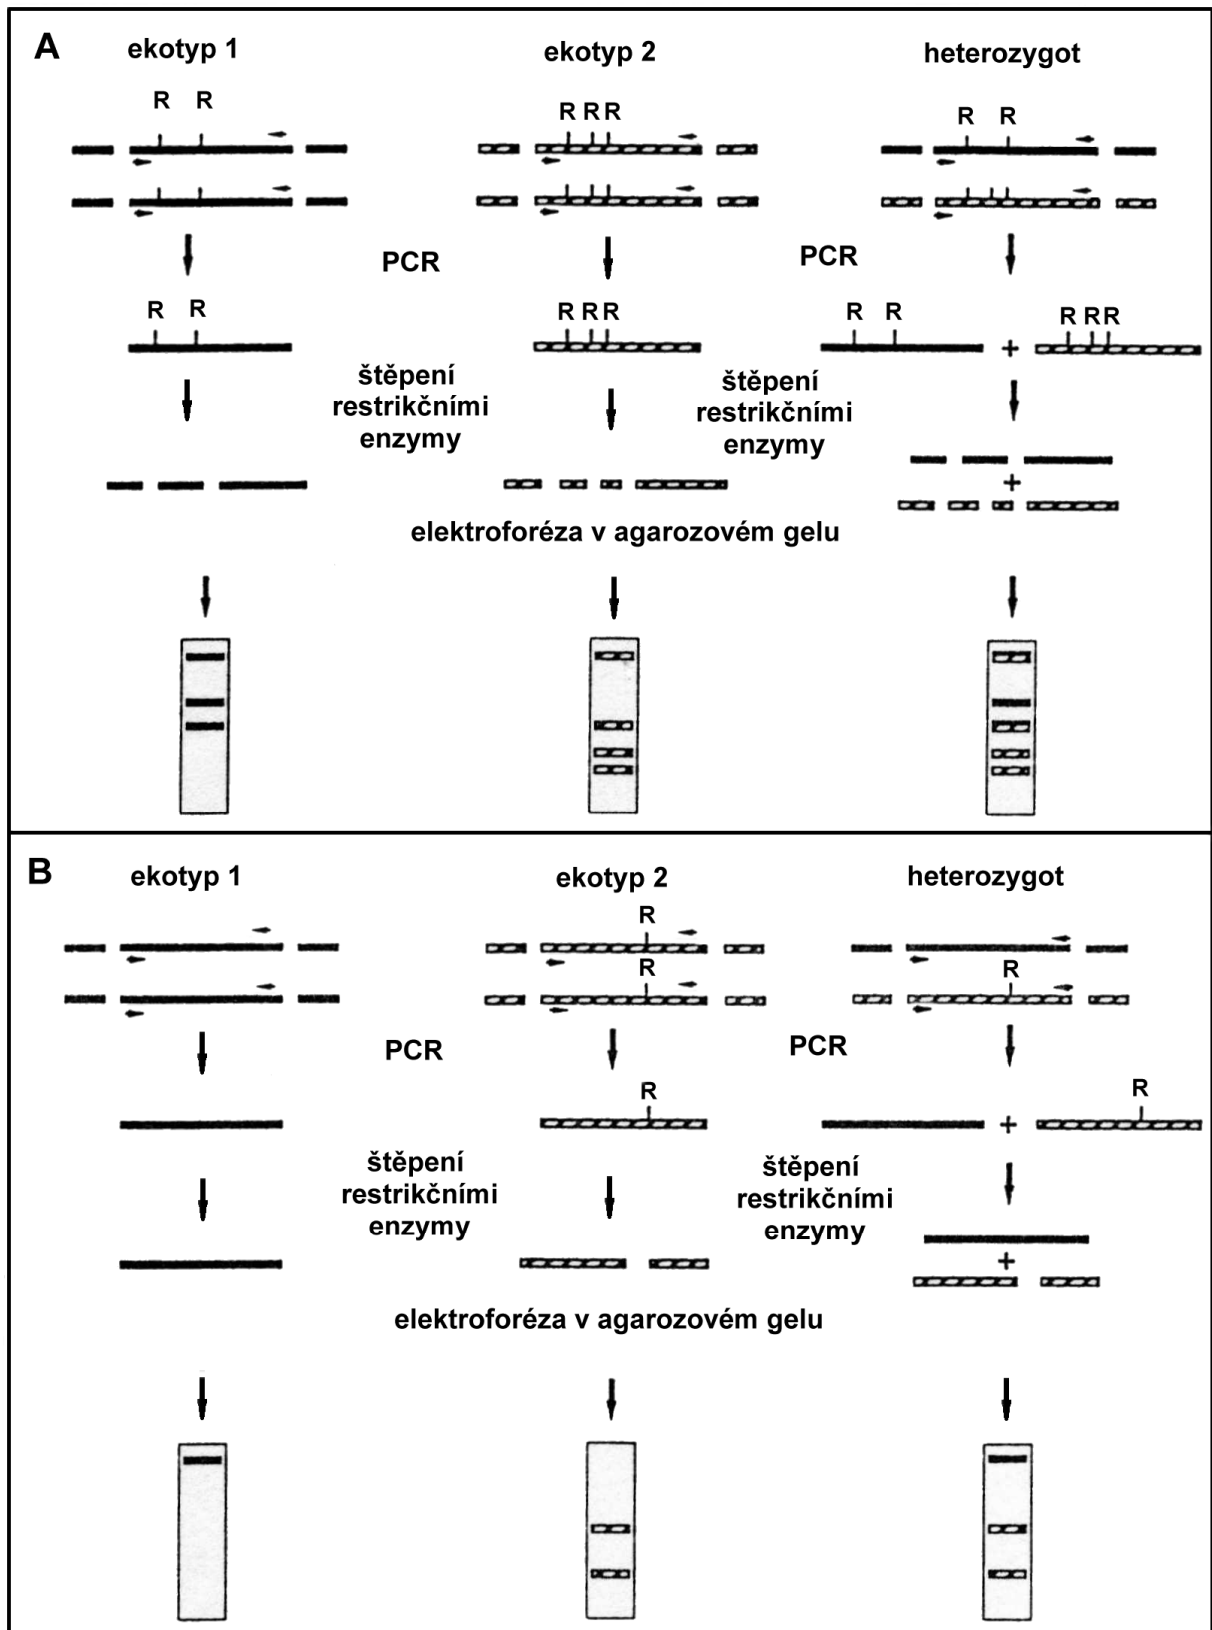 A
ekotyp 1 ekotyp 2 heterozygot
R R R R R R R
PCR PCR
R R R R R R R R R R
štěpení štěpení
restrikčními restrikčními
enzymy enzymy
+
+
elektroforéza v agarozovém gelu
B
ekotyp 1 ekotyp 2 heterozygot
R
R R
PCR PCR
R R
+
štěpení štěpení
restrikčními restrikčními
enzymy enzymy
+
elektroforéza v agarozovém gelu